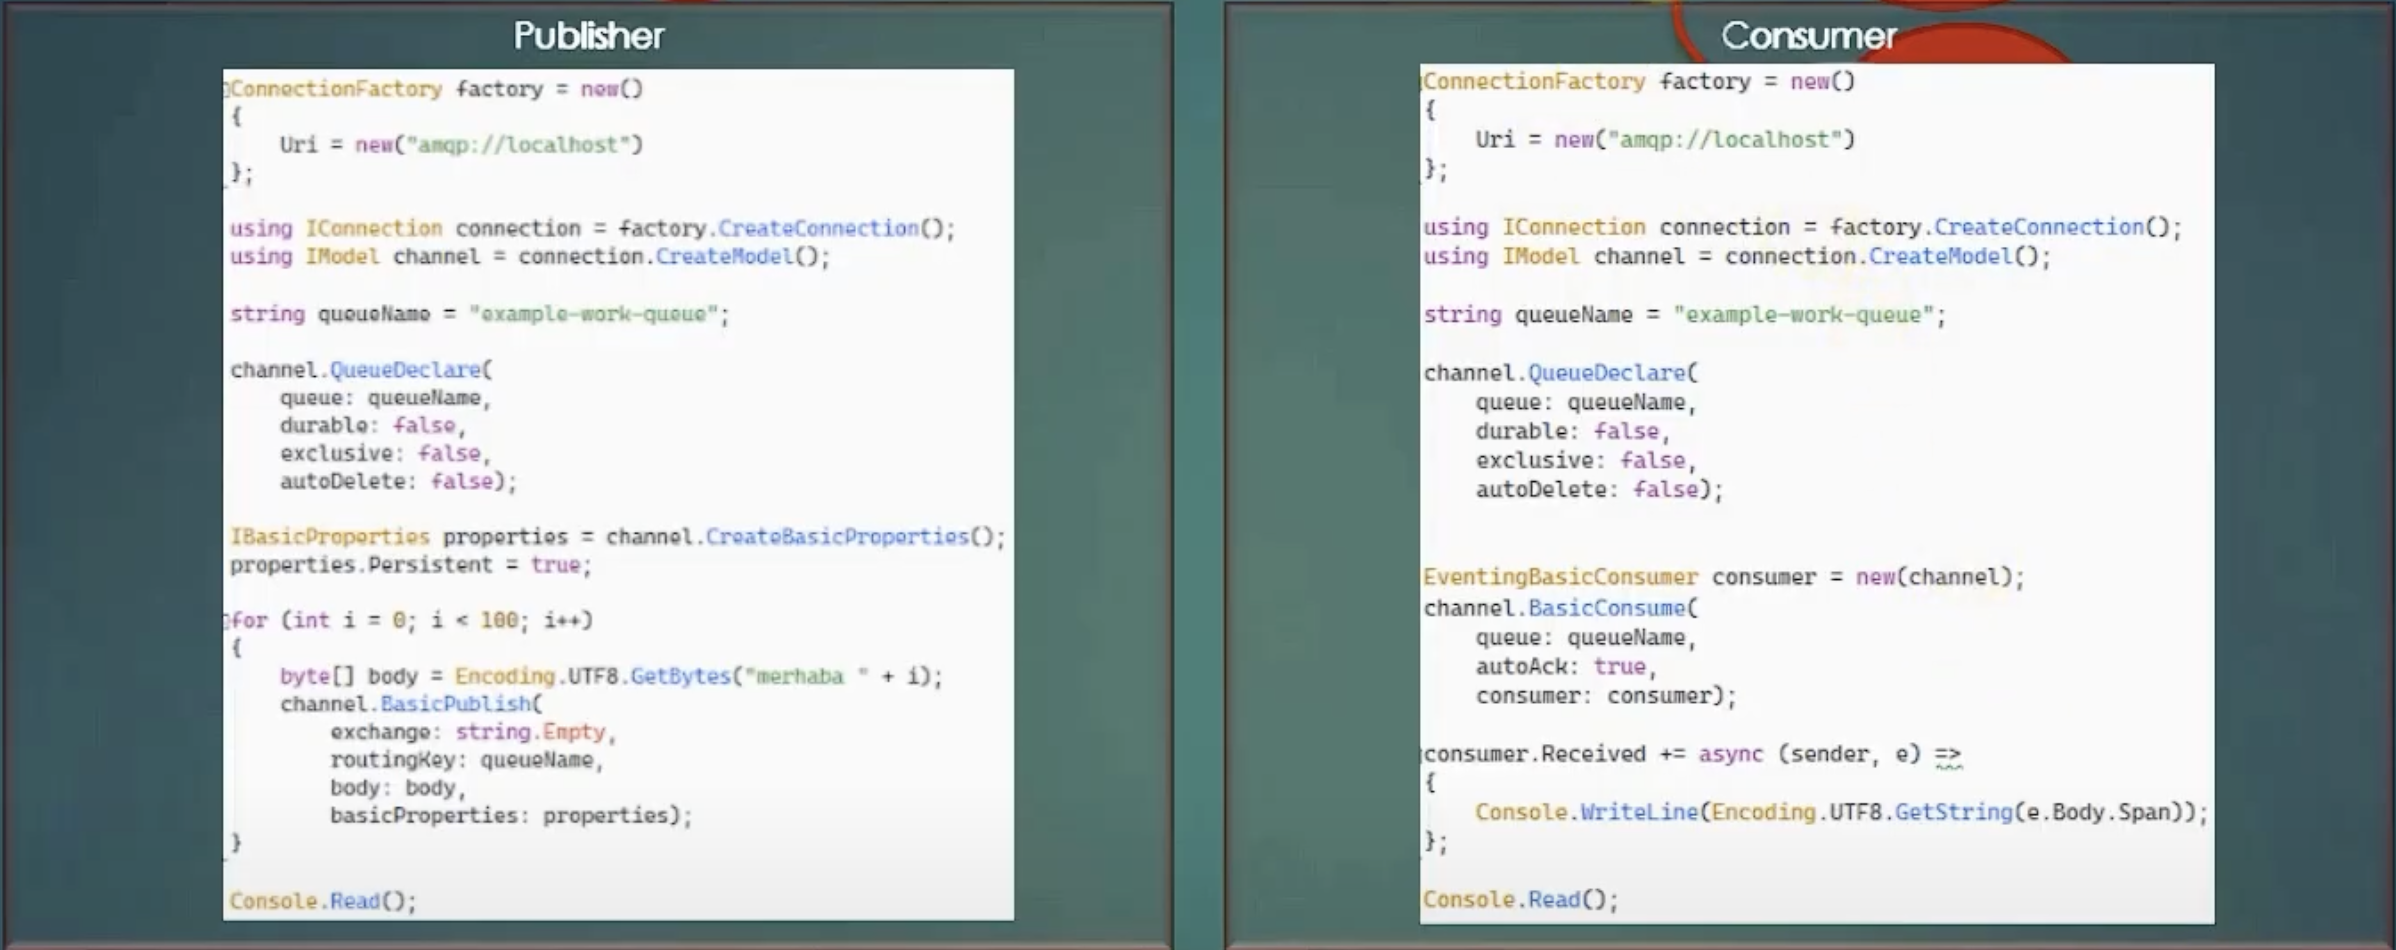 Publisher
ConnectionFactory factory = new()
{
    Uri = new("amqp://localhost")
};
using IConnection connection = factory.CreateConnection();
using IModel channel = connection.CreateModel();
string queueName = "example-work-queue";
channel.QueueDeclare(
    queue: queueName,
    durable: false,
    exclusive: false,
    autoDelete: false);
IBasicProperties properties = channel.CreateBasicProperties();
properties.Persistent = true;
for (int i = 0; i < 100; i++)
{
    byte[] body = Encoding.UTF8.GetBytes("merhaba " + i);
    channel.BasicPublish(
        exchange: string.Empty,
        routingKey: queueName,
        body: body,
        basicProperties: properties);
}
Console.Read();
Consumer
ConnectionFactory factory = new()
{
    Uri = new("amqp://localhost")
};
using IConnection connection = factory.CreateConnection();
using IModel channel = connection.CreateModel();
string queueName = "example-work-queue";
channel.QueueDeclare(
    queue: queueName,
    durable: false,
    exclusive: false,
    autoDelete: false);
EventingBasicConsumer consumer = new(channel);
channel.BasicConsume(
    queue: queueName,
    autoAck: true,
    consumer: consumer);
consumer.Received += async (sender, e) =>
{
    Console.WriteLine(Encoding.UTF8.GetString(e.Body.Span));
};
Console.Read();